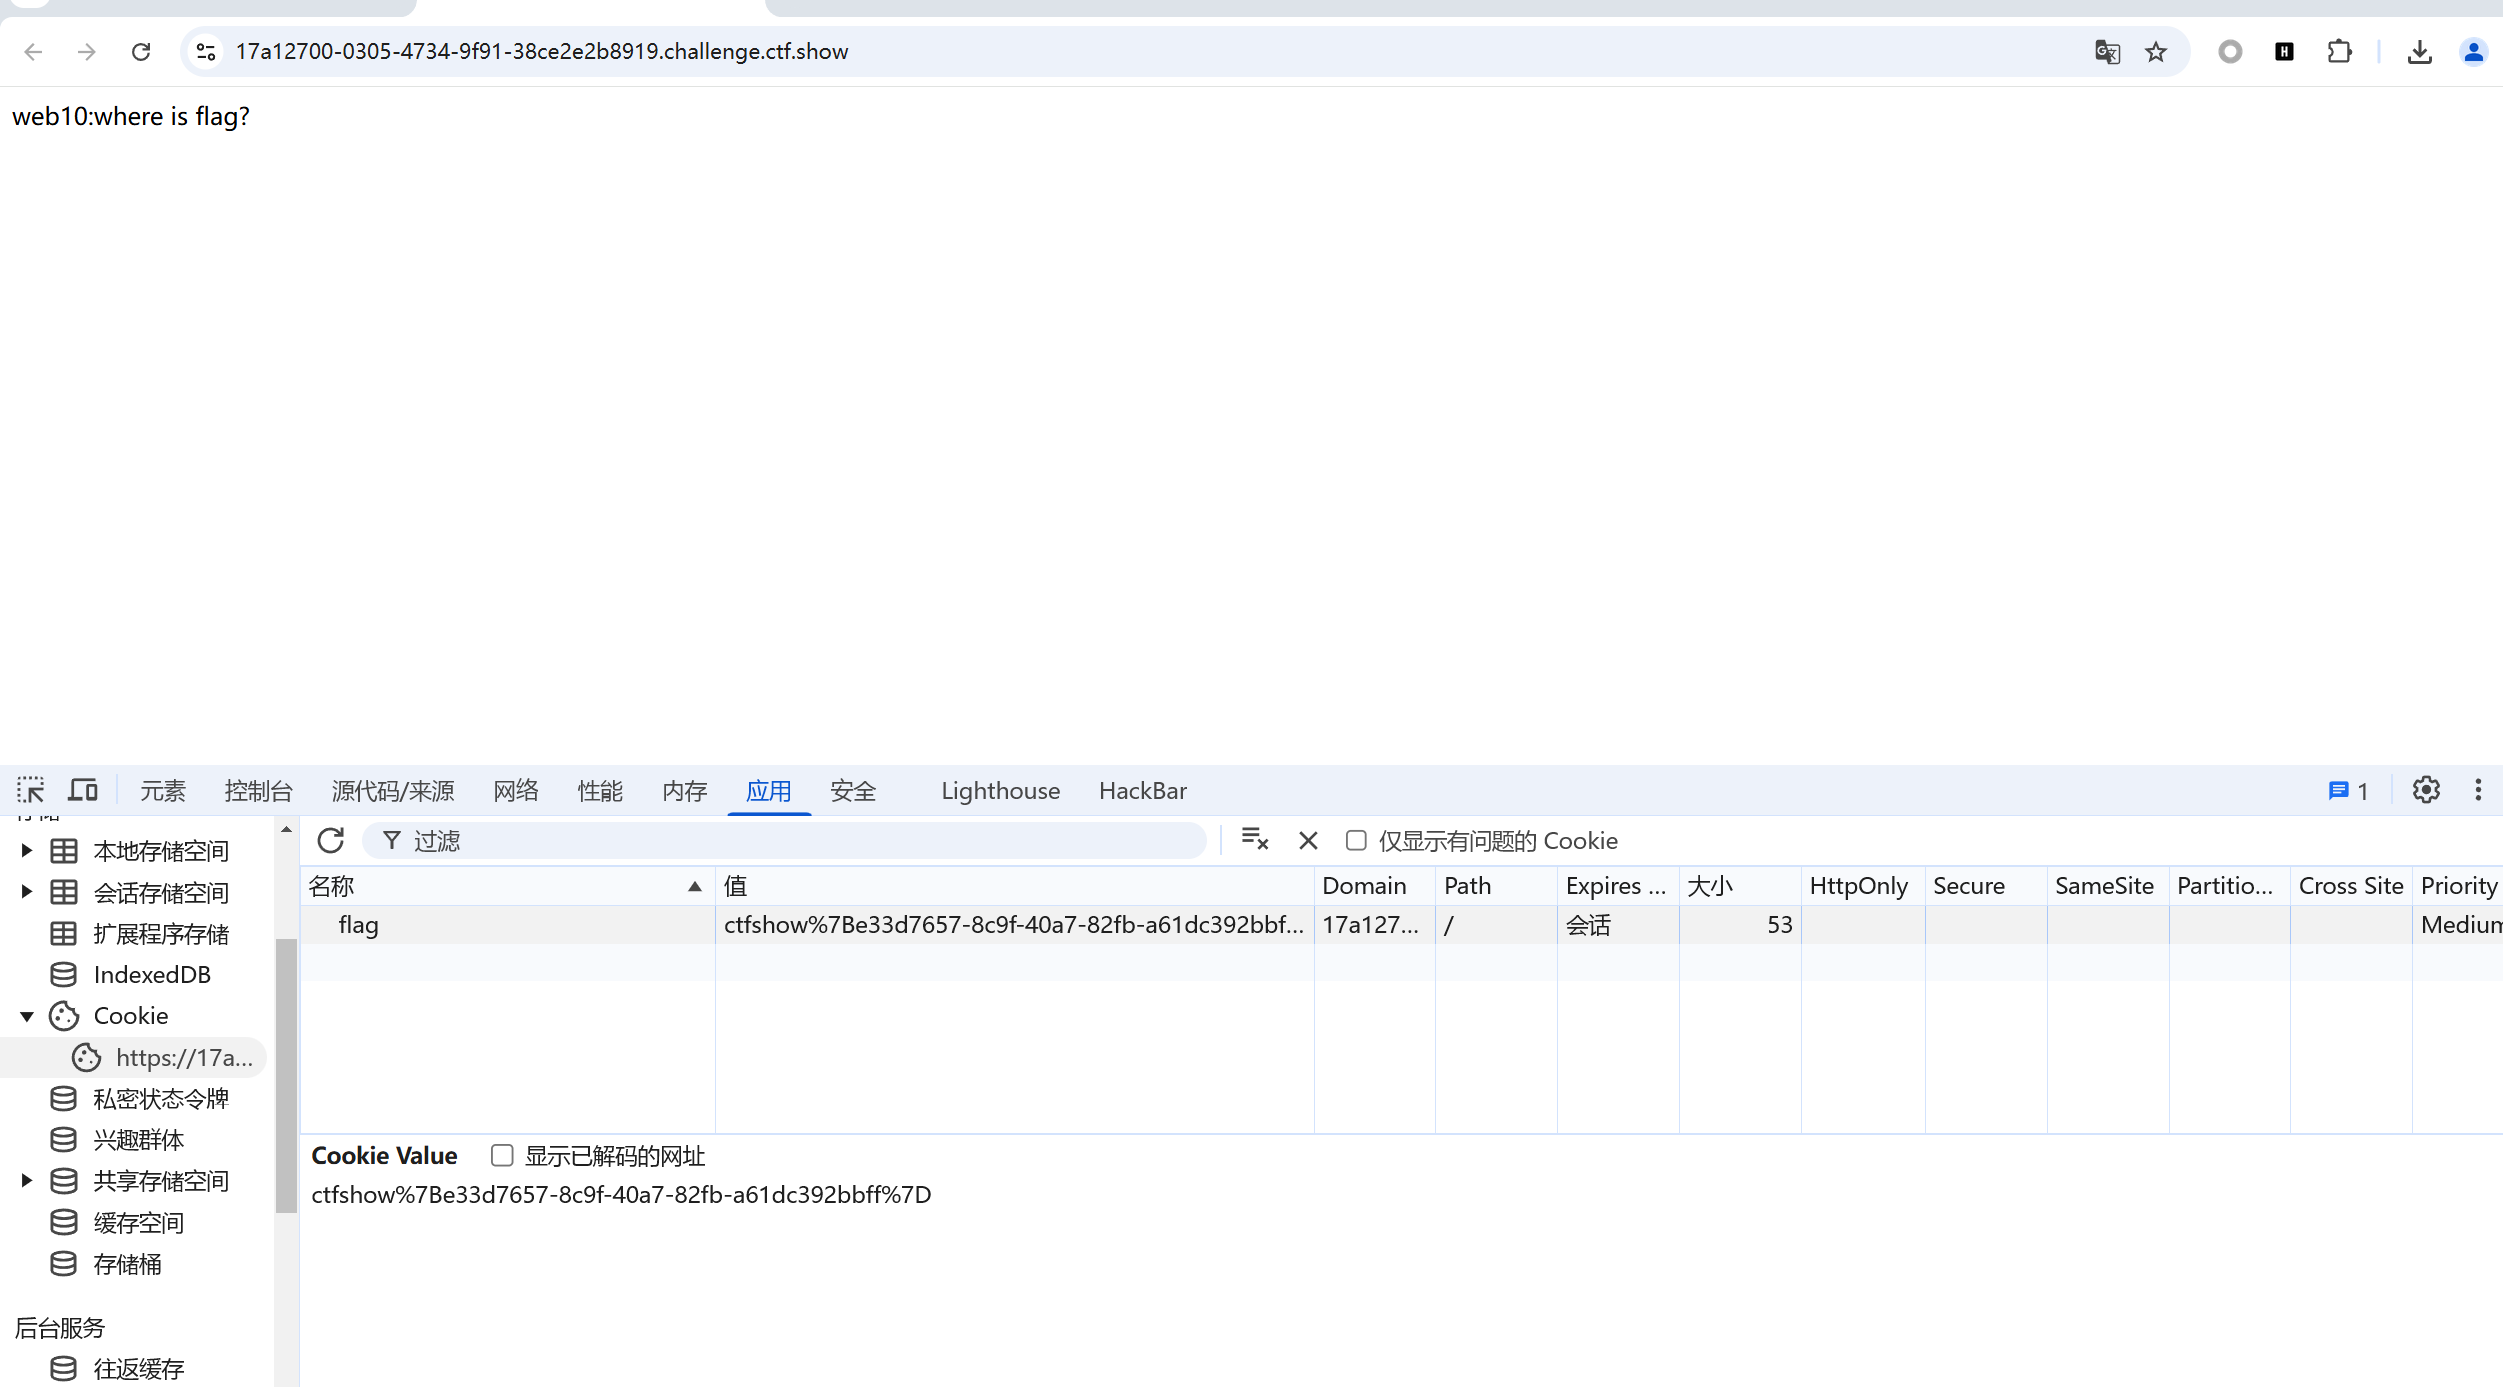 17a12700-0305-4734-9f91-38ce2e2b8919.challenge.ctf.show
web10:where is flag?
元素 控制台 源代码/来源 网络 性能 内存 应用 安全 Lighthouse HackBar 1
存储
本地存储空间
会话存储空间
扩展程序存储
IndexedDB
Cookie
https://17a...
私密状态令牌
兴趣群体
共享存储空间
缓存空间
存储桶
后台服务
往返缓存
过滤 仅显示有问题的 Cookie
名称 值 Domain Path Expires ... 大小 HttpOnly Secure SameSite Partitio... Cross Site Priority
flag ctfshow%7Be33d7657-8c9f-40a7-82fb-a61dc392bbf... 17a127... / 会话 53 Medium
Cookie Value 显示已解码的网址
ctfshow%7Be33d7657-8c9f-40a7-82fb-a61dc392bbff%7D